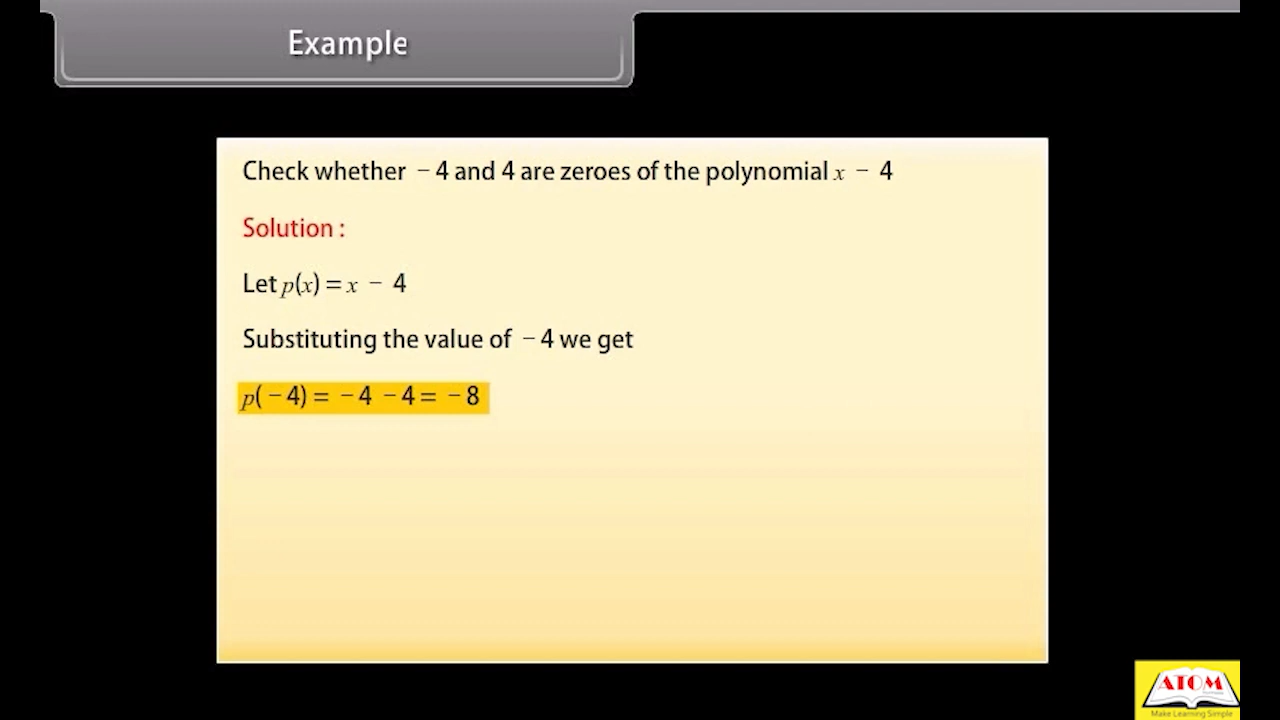 Example
Check whether − 4 and 4 are zeroes of the polynomial x − 4
Solution :
Let p(x) = x − 4
Substituting the value of − 4 we get
p( − 4) = − 4 − 4 = − 8
ATOM
Make Learning Simple